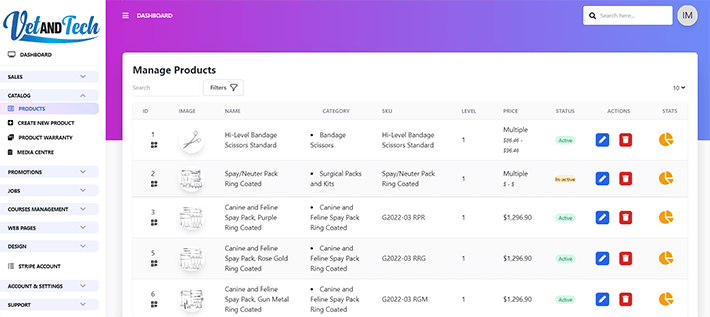 VETANDTECH
DASHBOARD
IM
Search here...
DASHBOARD
SALES
CATALOG
PRODUCTS
CREATE NEW PRODUCT
PRODUCT WARRANTY
MEDIA CENTRE
PROMOTIONS
JOBS
COURSES MANAGEMENT
WEB PAGES
DESIGN
STRIPE ACCOUNT
ACCOUNT & SETTINGS
SUPPORT
Manage Products
Search
Filters
10
ID IMAGE NAME CATEGORY SKU LEVEL PRICE STATUS ACTIONS STATS
1 Hi-Level Bandage • Bandage Hi-Level Bandage 1 Multiple Active
Scissors Standard Scissors Scissors Standard $36.46 -
$56.46
2 Spay/Neuter Pack • Surgical Packs Spay/Neuter Pack 1 Multiple In-active
Ring Coated and Kits Ring Coated $ - $
3 Canine and Feline • Canine and G2022-03 RPR 1 $1,296.90 Active
Spay Pack, Purple Feline Spay Pack
Ring Coated Ring Coated
5 Canine and Feline • Canine and G2022-03 RRG 1 $1,296.90 Active
Spay Pack, Rose Gold Feline Spay Pack
Ring Coated Ring Coated
6 Canine and Feline • Canine and G2022-03 RGM 1 $1,296.90 Active
Spay Pack, Gun Metal Feline Spay Pack
Ring Coated Ring Coated